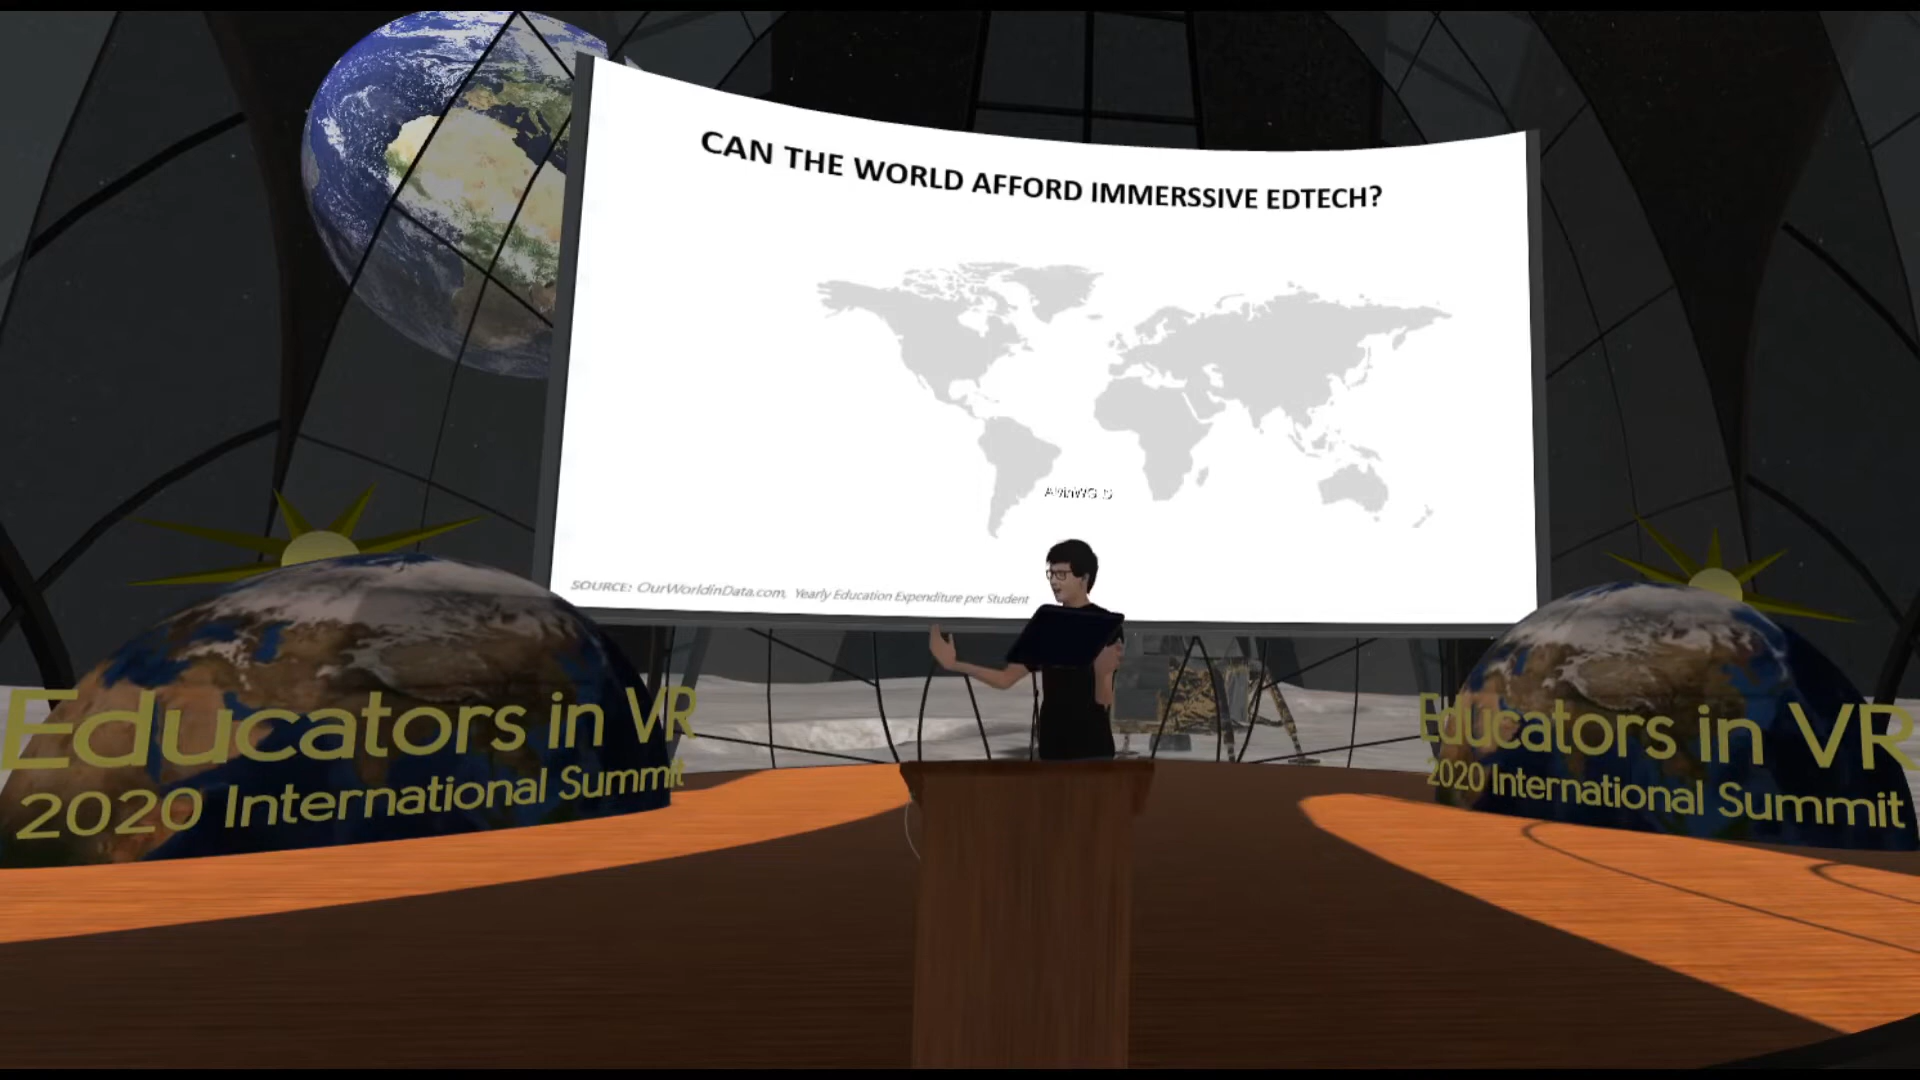 CAN THE WORLD AFFORD IMMERSSIVE EDTECH?
SOURCE: OurWorldinData.com, Yearly Education Expenditure per Student
Educators in VR
2020 International Summit
Educators in VR
2020 International Summit